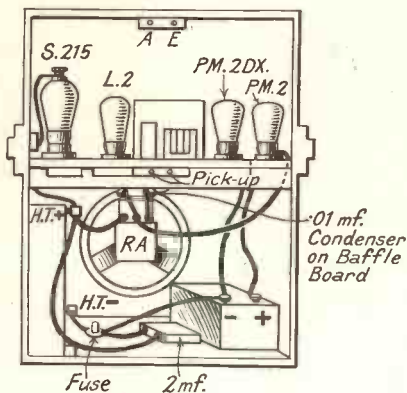 A E
S.215
L.2
PM.2DX.
PM.2
Pick-up
H.T.+
RA
.01 mf.
Condenser
on Baffle
Board
H.T.-
- +
Fuse
2mf.